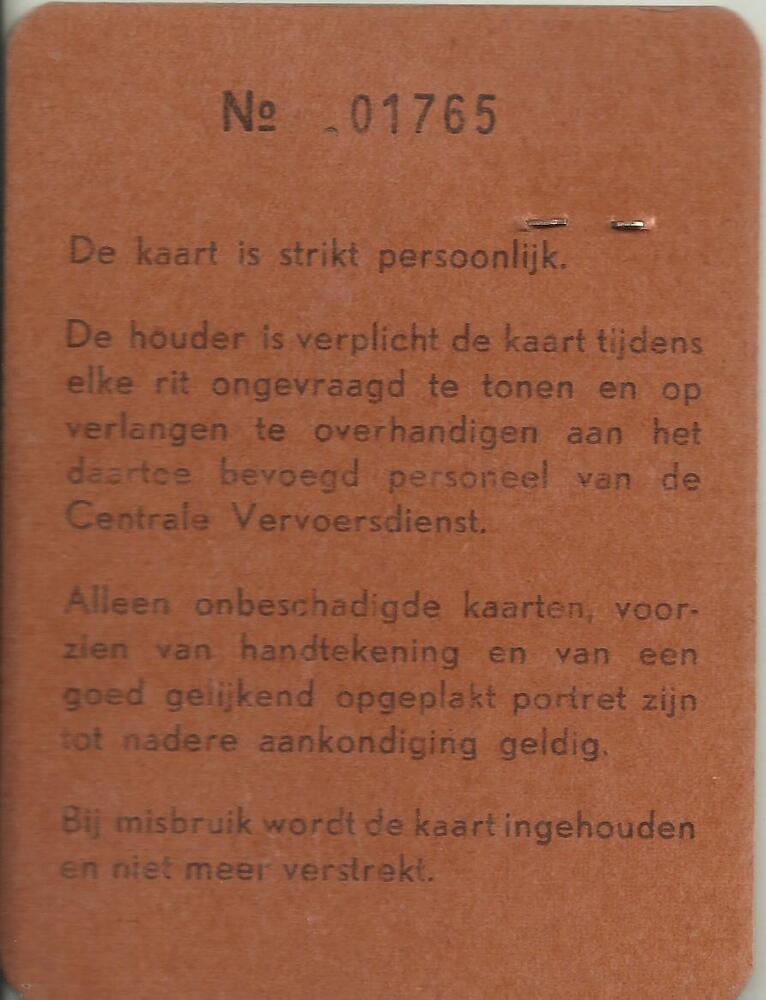 Nº .01765
De kaart is strikt persoonlijk.
De houder is verplicht de kaart tijdens
elke rit ongevraagd te tonen en op
verlangen te overhandigen aan het
daartoe bevoegd personeel van de
Centrale Vervoersdienst.
Alleen onbeschadigde kaarten, voor-
zien van handtekening en van een
goed gelijkend opgeplakt portret zijn
tot nadere aankondiging geldig.
Bij misbruik wordt de kaart ingehouden
en niet meer verstrekt.